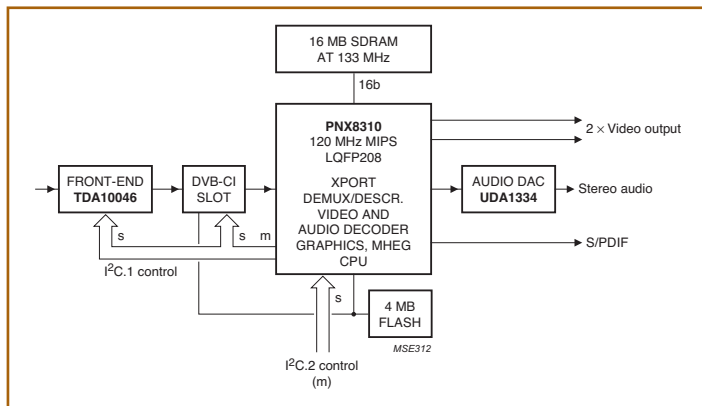 16 MB SDRAM
AT 133 MHz
16b
PNX8310
120 MHz MIPS
LQFP208
XPORT
DEMUX/DESCR.
VIDEO AND
AUDIO DECODER
GRAPHICS, MHEG
CPU
2 × Video output
FRONT-END
TDA10046
DVB-CI
SLOT
AUDIO DAC
UDA1334
Stereo audio
s
s
m
I²C.1 control
S/PDIF
s
4 MB
FLASH
MSE312
I²C.2 control
(m)